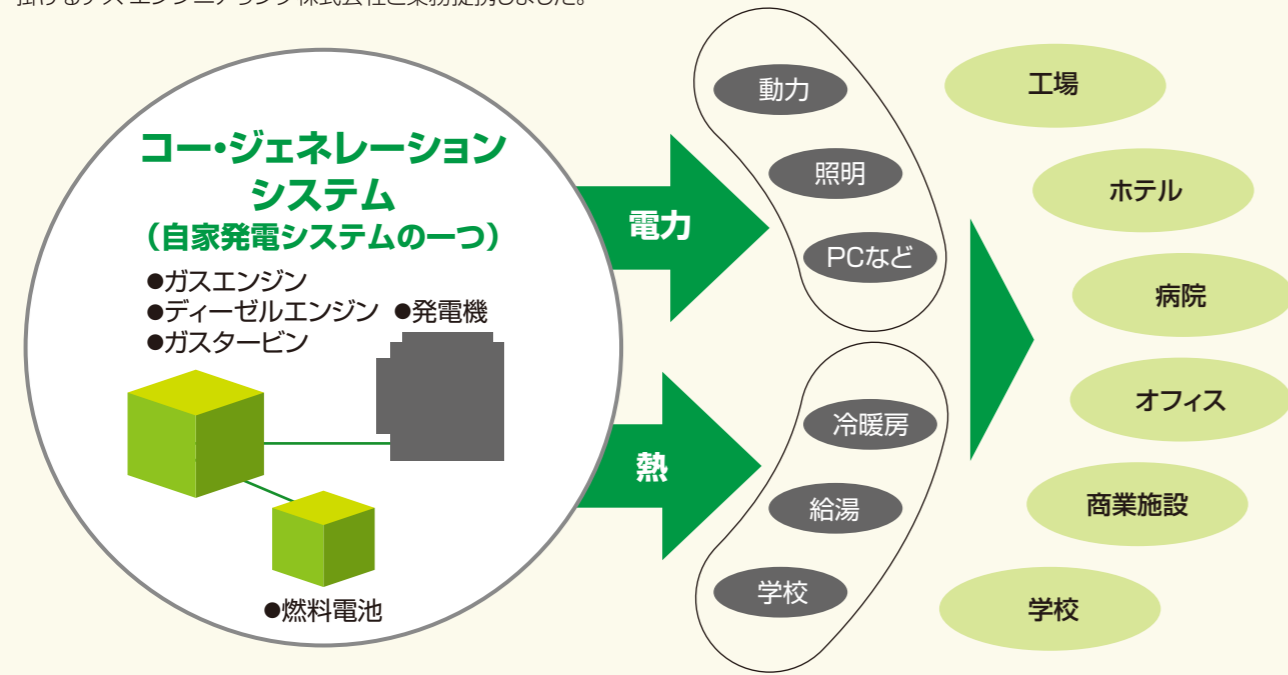 コー・ジェネレーション
システム
（自家発電システムの一つ）
●ガスエンジン
●ディーゼルエンジン ●発電機
●ガスタービン
●燃料電池
電力
熱
動力
照明
PCなど
冷暖房
給湯
学校
工場
ホテル
病院
オフィス
商業施設
学校